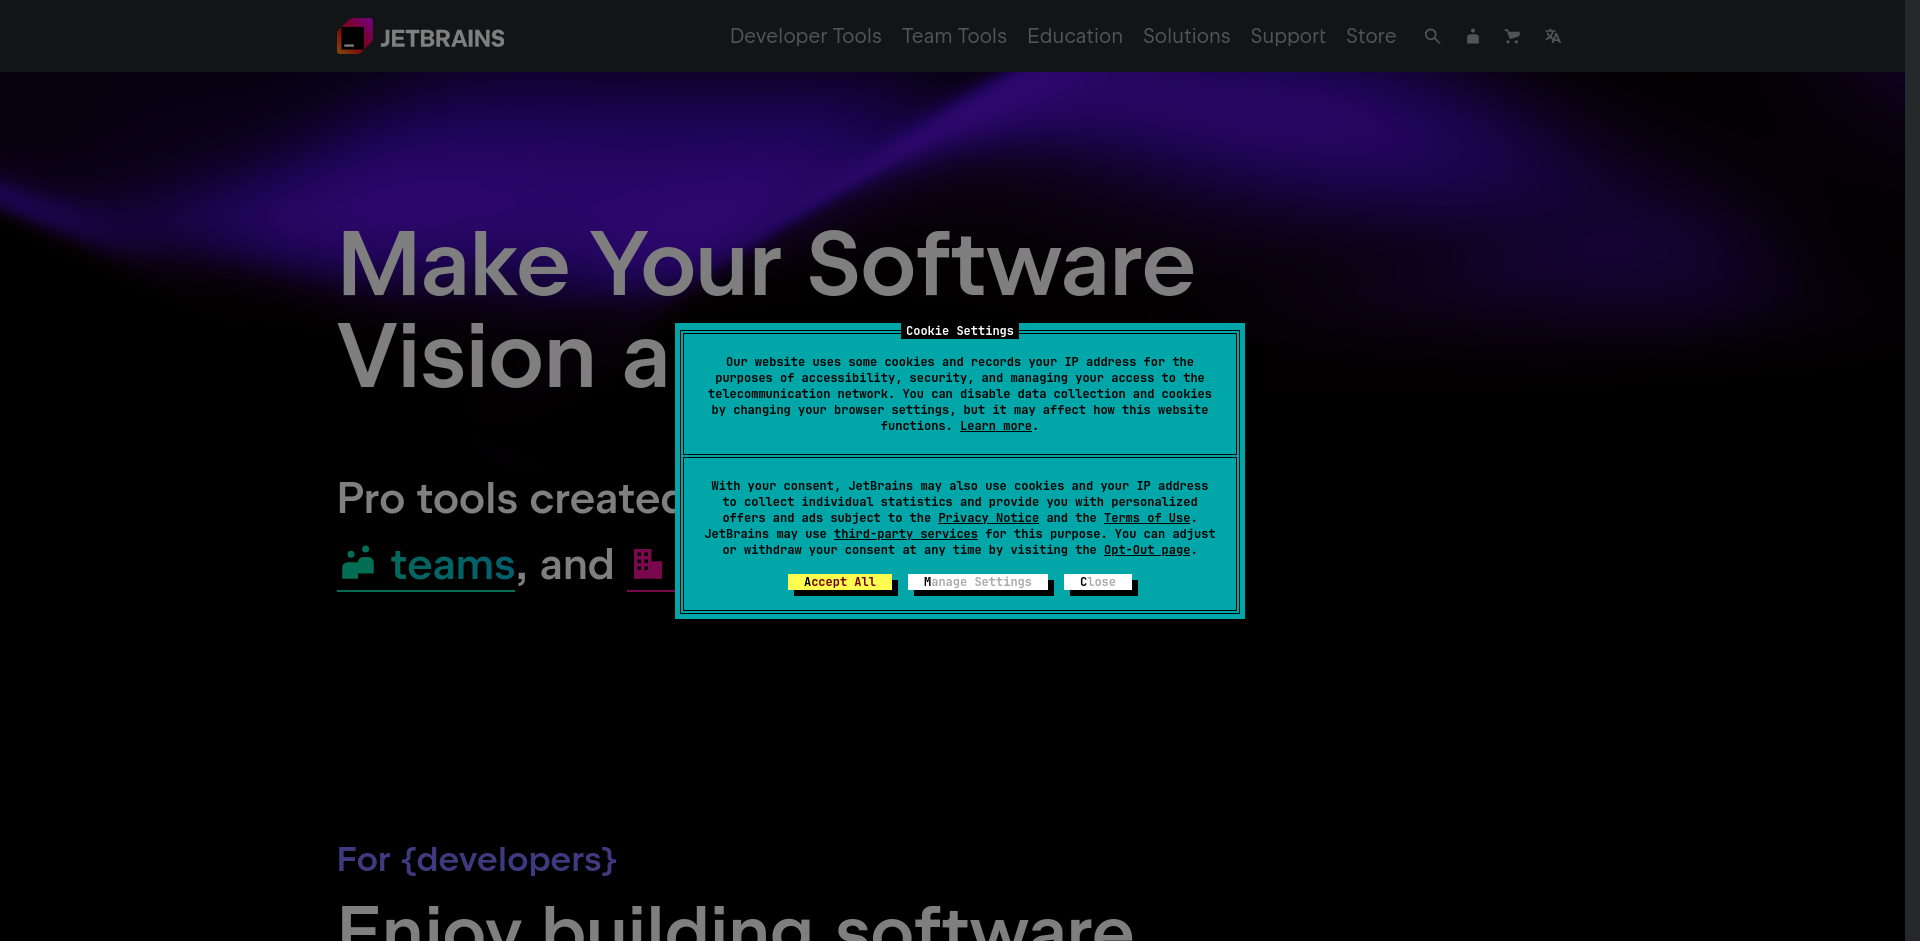 JETBRAINS
Developer Tools Team Tools Education Solutions Support Store
Make Your Software
Vision a
Cookie Settings
Our website uses some cookies and records your IP address for the
purposes of accessibility, security, and managing your access to the
telecommunication network. You can disable data collection and cookies
by changing your browser settings, but it may affect how this website
functions. Learn more.
Pro tools created
With your consent, JetBrains may also use cookies and your IP address
to collect individual statistics and provide you with personalized
offers and ads subject to the Privacy Notice and the Terms of Use.
JetBrains may use third-party services for this purpose. You can adjust
or withdraw your consent at any time by visiting the Opt-Out page.
teams, and
Accept All Manage Settings Close
For {developers}
Enjoy building software